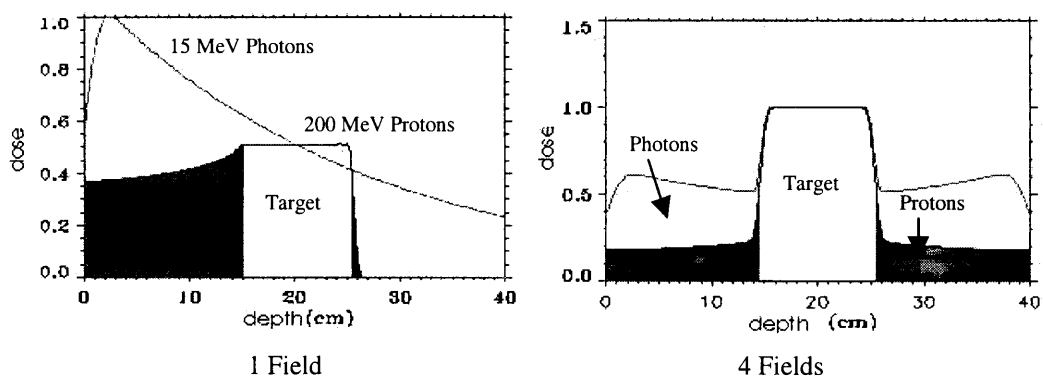 1.0
0.8
0.6
0.4
0.2
0.0
dose
15 MeV Photons
200 MeV Protons
Target
0 10 20 30 40
depth(cm)
1 Field
1.5
1.0
0.5
0.0
dose
Photons
Target
Protons
0 10 20 30 40
depth (cm)
4 Fields